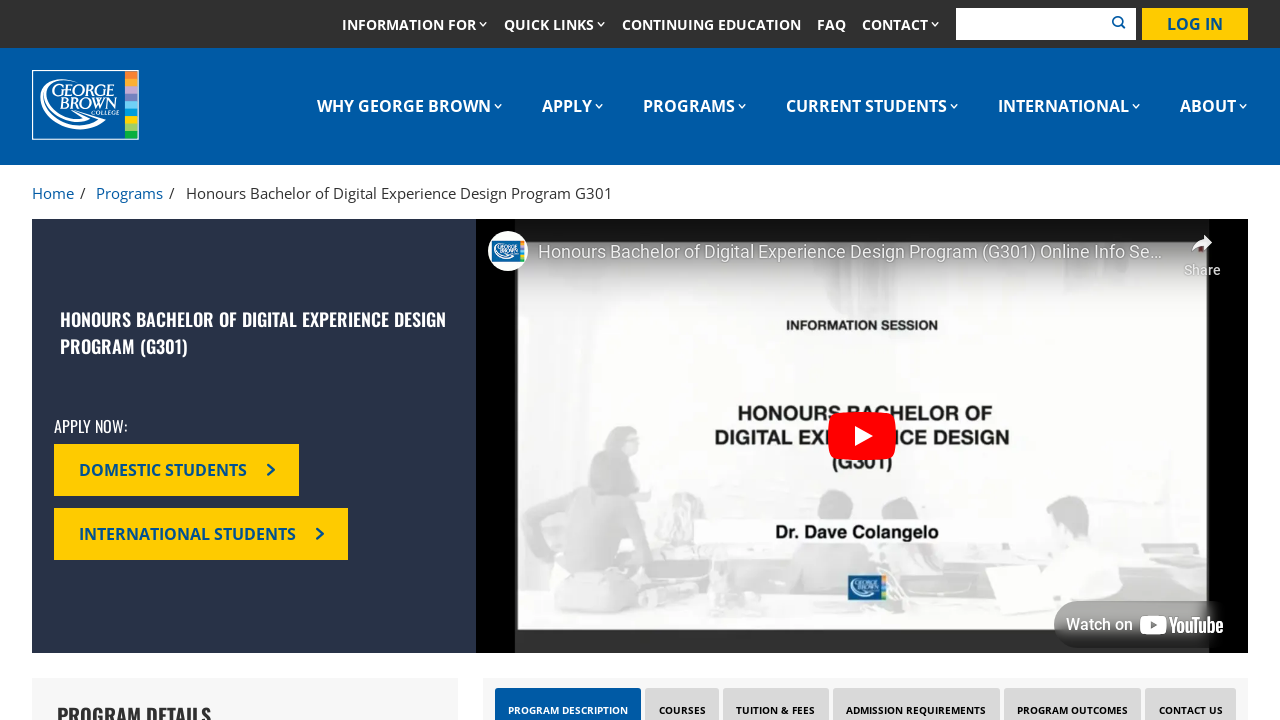 INFORMATION FOR QUICK LINKS CONTINUING EDUCATION FAQ CONTACT LOG IN
GEORGE
BROWN
COLLEGE
WHY GEORGE BROWN APPLY PROGRAMS CURRENT STUDENTS INTERNATIONAL ABOUT
Home / Programs / Honours Bachelor of Digital Experience Design Program G301
HONOURS BACHELOR OF DIGITAL EXPERIENCE DESIGN
PROGRAM (G301)
APPLY NOW:
DOMESTIC STUDENTS
INTERNATIONAL STUDENTS
Honours Bachelor of Digital Experience Design Program (G301) Online Info Se...
Share
INFORMATION SESSION
HONOURS BACHELOR OF
DIGITAL EXPERIENCE DESIGN
(G301)
Dr. Dave Colangelo
Watch on YouTube
PROGRAM DETAILS
PROGRAM DESCRIPTION COURSES TUITION & FEES ADMISSION REQUIREMENTS PROGRAM OUTCOMES CONTACT US